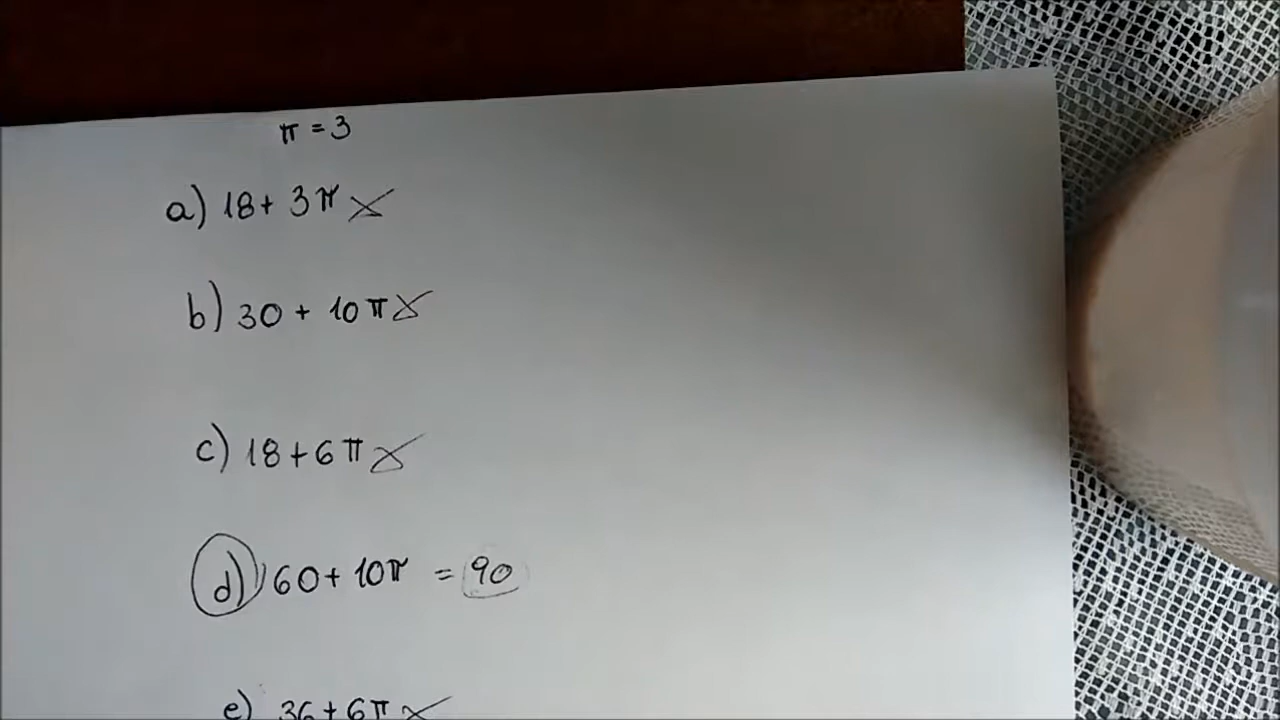 π = 3
a) 18 + 3π
b) 30 + 10π
c) 18 + 6π
d) 60 + 10π = 90
e) 36 + 6π